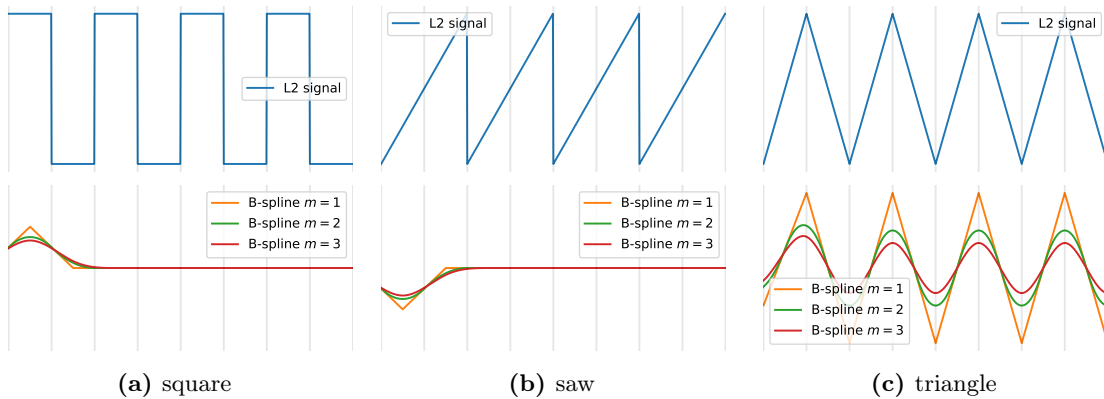 L2 signal
L2 signal
L2 signal
B-spline m = 1
B-spline m = 2
B-spline m = 3
B-spline m = 1
B-spline m = 2
B-spline m = 3
B-spline m = 1
B-spline m = 2
B-spline m = 3
(a) square
(b) saw
(c) triangle